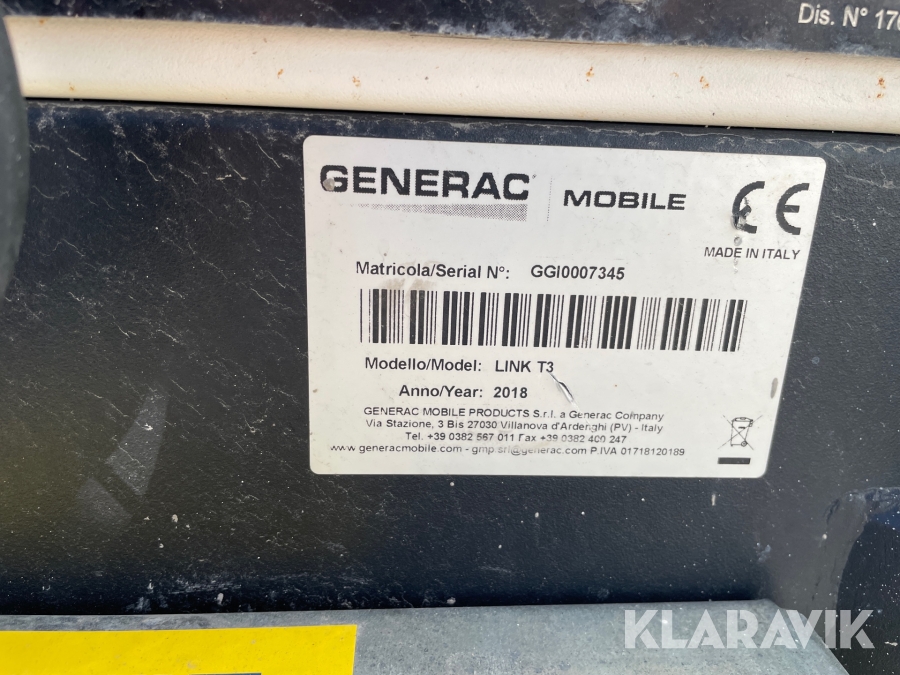 Dis. N° 170
GENERAC MOBILE CE
MADE IN ITALY
Matricola/Serial N°: GGI0007345
Modello/Model: LINK T3
Anno/Year: 2018
GENERAC MOBILE PRODUCTS S.r.l. a Generac Company
Via Stazione, 3 Bis 27030 Villanova d'Ardenghi (PV) - Italy
Tel. +39 0382 567 011 Fax +39 0382 400 247
www.generacmobile.com - gmp.srl@generac.com P.IVA 01718120189
KLARAVIK